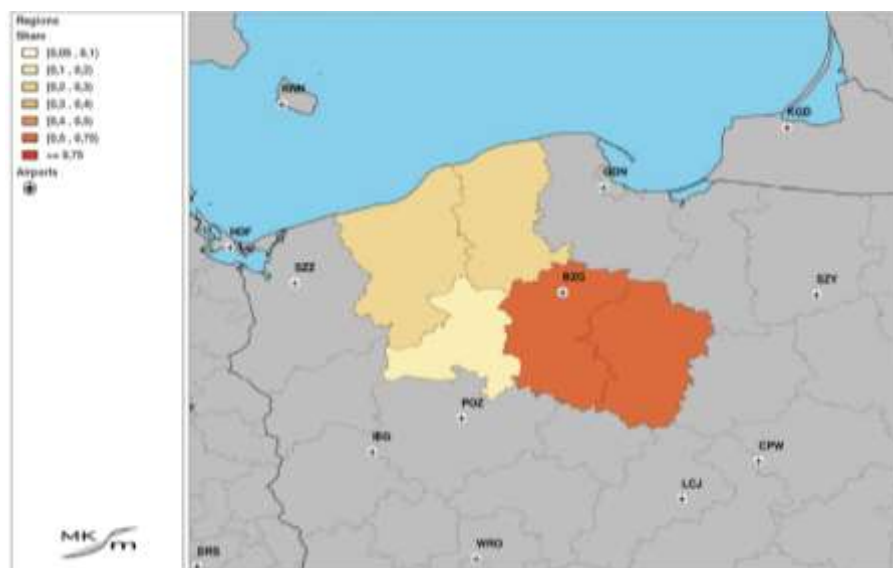 Regions
Share
[0,05 , 0,1)
[0,1 , 0,2)
[0,2 , 0,3)
[0,3 , 0,4)
[0,4 , 0,5)
[0,5 , 0,75)
>= 0,75
Airports
RNN
KGD
GDN
HDF
SZZ
BZG
SZY
POZ
IBG
CPW
LCJ
WRO
MK
m